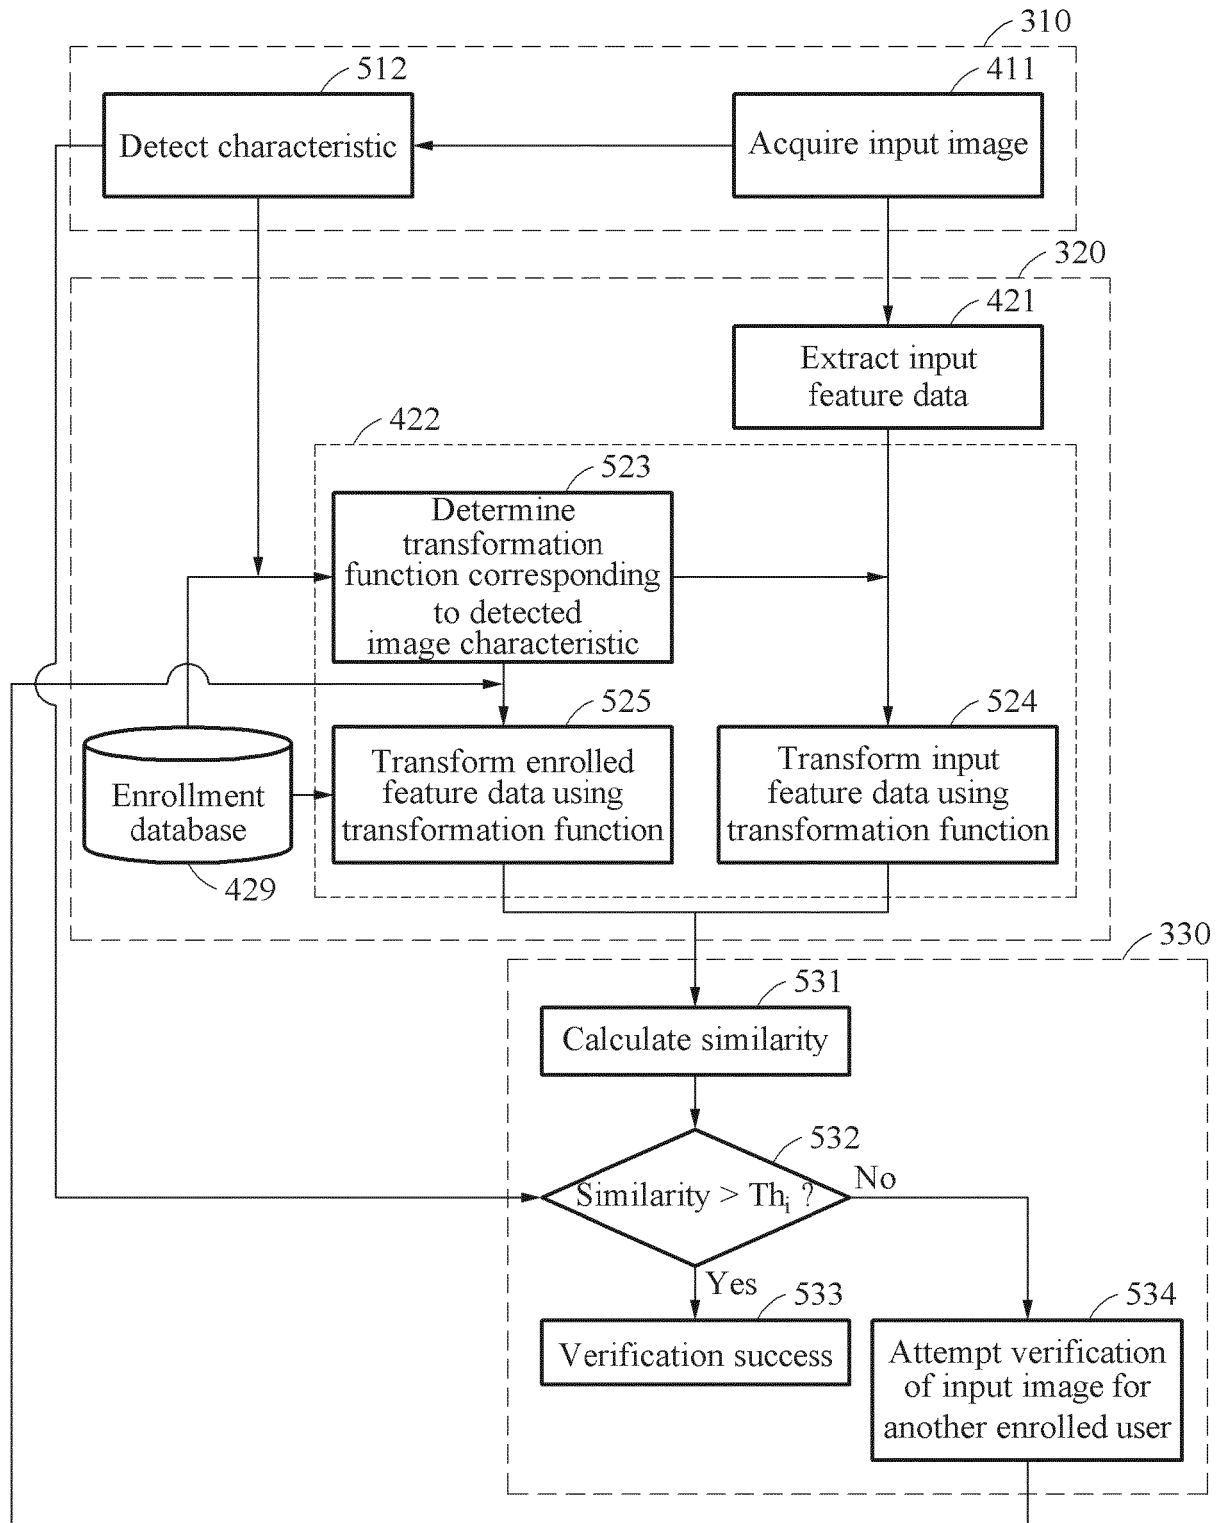 310
512
411
Detect characteristic
Acquire input image
320
421
Extract input
feature data
422
523
Determine
transformation
function corresponding
to detected
image characteristic
525
524
Enrollment
database
429
Transform enrolled
feature data using
transformation function
Transform input
feature data using
transformation function
330
531
Calculate similarity
532
Similarity > Thi ?
No
Yes
533
534
Verification success
Attempt verification
of input image for
another enrolled user